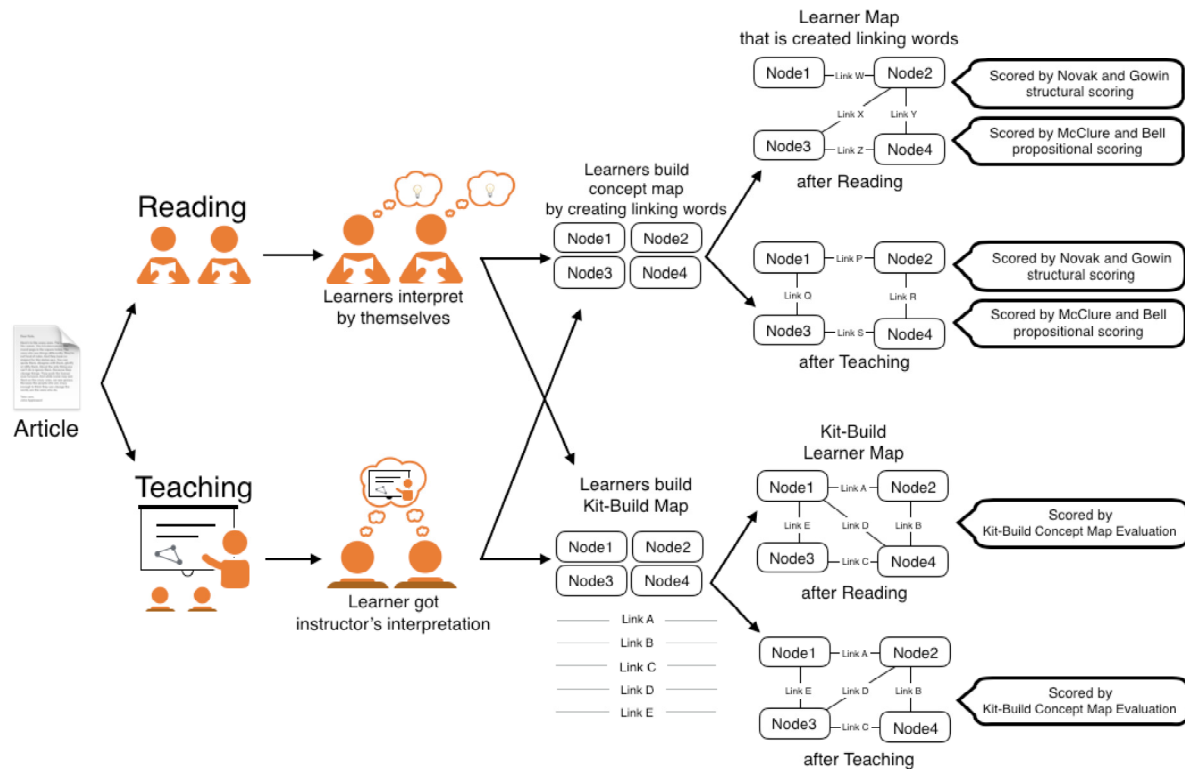 Learner Map
that is created linking words
Node1
Link W
Node2
Link X
Link Y
Node3
Link Z
Node4
after Reading
Scored by Novak and Gowin
structural scoring
Scored by McClure and Bell
propositional scoring
Reading
Learners interpret
by themselves
Learners build
concept map
by creating linking words
Node1
Node2
Node3
Node4
Node1
Link P
Node2
Link Q
Link R
Node3
Link S
Node4
after Teaching
Scored by Novak and Gowin
structural scoring
Scored by McClure and Bell
propositional scoring
Article
Teaching
Learner got
instructor's interpretation
Learners build
Kit-Build Map
Node1
Node2
Node3
Node4
Link A
Link B
Link C
Link D
Link E
Kit-Build
Learner Map
Node1
Link A
Node2
Link E
Link D
Link B
Node3
Link C
Node4
after Reading
Scored by
Kit-Build Concept Map Evaluation
Node1
Link A
Node2
Link E
Link D
Link B
Node3
Link C
Node4
after Teaching
Scored by
Kit-Build Concept Map Evaluation